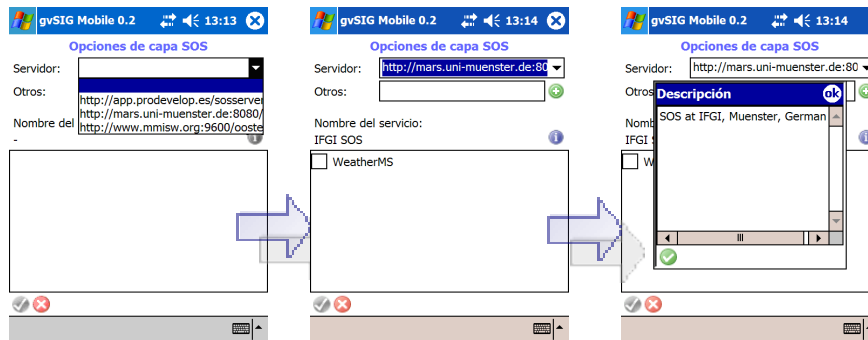 gvSIG Mobile 0.2 13:13
Opciones de capa SOS
Servidor:
Otros:
http://app.prodevelop.es/sosserver
http://mars.uni-muenster.de:8080/
Nombre del http://www.mmisw.org:9600/ooste
-
gvSIG Mobile 0.2 13:14
Opciones de capa SOS
Servidor: http://mars.uni-muenster.de:80
Otros:
Nombre del servicio:
IFGI SOS
WeatherMS
gvSIG Mobile 0.2 13:14
Opciones de capa SOS
Servidor: http://mars.uni-muenster.de:80
Otros Descripción ok
SOS at IFGI, Muenster, German
Nomb
IFGI
W